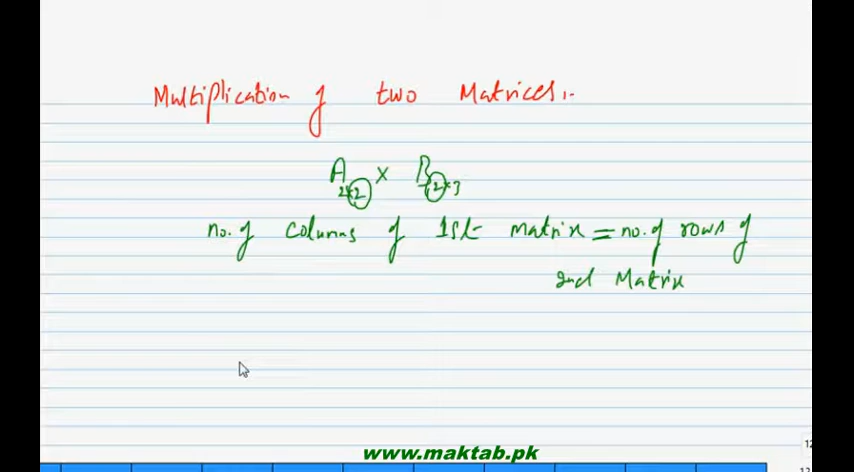 Multiplication of two Matrices:-
A2×2 × B2×3
no. of columns of 1st matrix = no. of rows of
2nd Matrix
www.maktab.pk